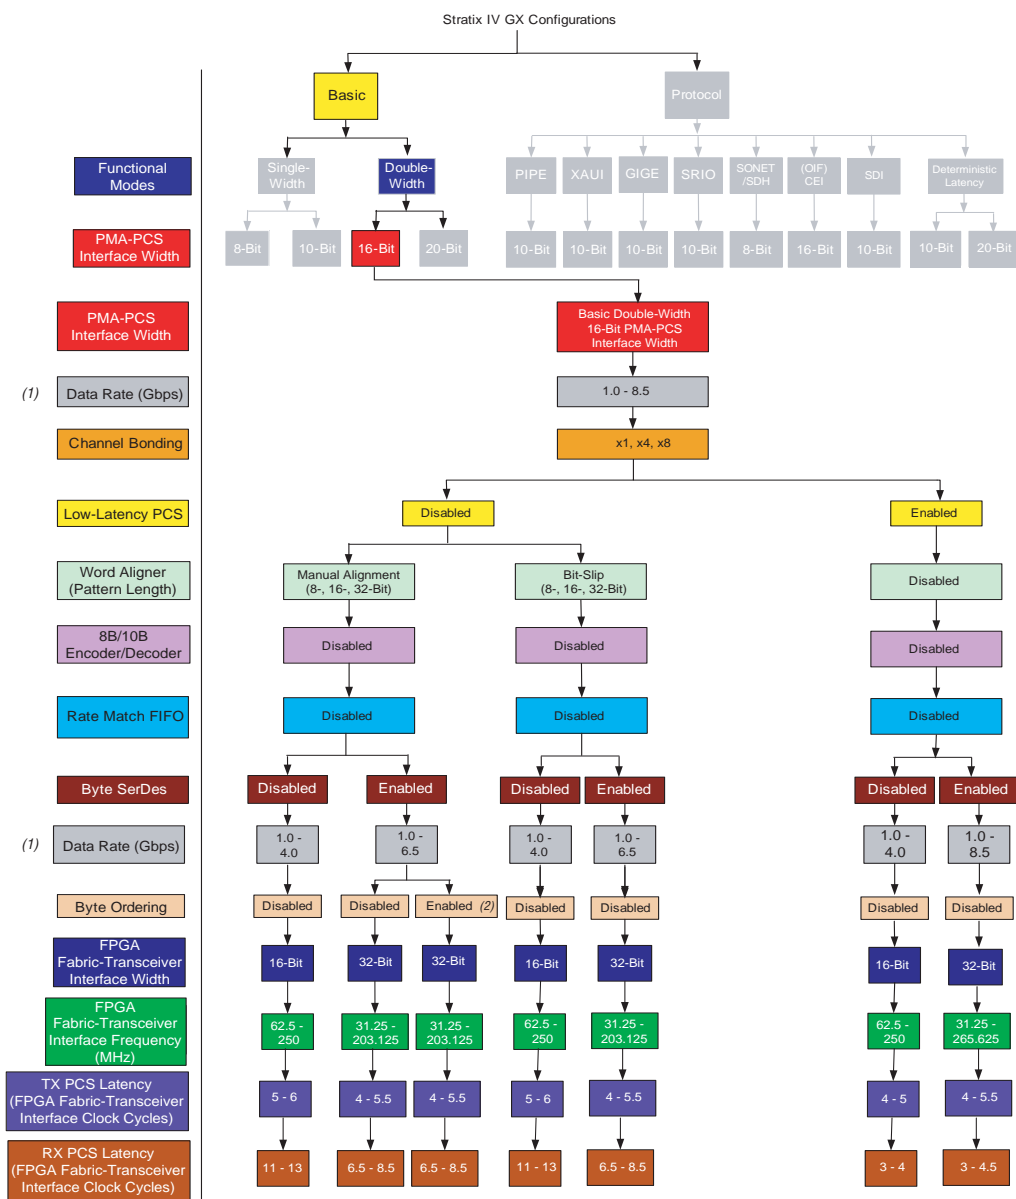 Stratix IV GX Configurations
Basic
Protocol
Functional
Modes
Single-
Width
Double-
Width
PIPE
XAUI
GIGE
SRIO
SONET
/SDH
(OIF)
CEI
SDI
Deterministic
Latency
PMA-PCS
Interface Width
8-Bit
10-Bit
16-Bit
20-Bit
10-Bit
10-Bit
10-Bit
10-Bit
8-Bit
16-Bit
10-Bit
10-Bit
20-Bit
PMA-PCS
Interface Width
Basic Double-Width
16-Bit PMA-PCS
Interface Width
(1)
Data Rate (Gbps)
1.0 - 8.5
Channel Bonding
x1, x4, x8
Low-Latency PCS
Disabled
Enabled
Word Aligner
(Pattern Length)
Manual Alignment
(8-, 16-, 32-Bit)
Bit-Slip
(8-, 16-, 32-Bit)
Disabled
8B/10B
Encoder/Decoder
Disabled
Disabled
Disabled
Rate Match FIFO
Disabled
Disabled
Disabled
Byte SerDes
Disabled
Enabled
Disabled
Enabled
Disabled
Enabled
(1)
Data Rate (Gbps)
1.0 -
4.0
1.0 -
6.5
1.0 -
4.0
1.0 -
6.5
1.0 -
4.0
1.0 -
8.5
Byte Ordering
Disabled
Disabled
Enabled (2)
Disabled
Disabled
Disabled
Disabled
FPGA
Fabric-Transceiver
Interface Width
16-Bit
32-Bit
32-Bit
16-Bit
32-Bit
16-Bit
32-Bit
FPGA
Fabric-Transceiver
Interface Frequency
(MHz)
62.5 -
250
31.25 -
203.125
31.25 -
203.125
62.5 -
250
31.25 -
203.125
62.5 -
250
31.25 -
265.625
TX PCS Latency
(FPGA Fabric-Transceiver
Interface Clock Cycles)
5 - 6
4 - 5.5
4 - 5.5
5 - 6
4 - 5.5
4 - 5
4 - 5.5
RX PCS Latency
(FPGA Fabric-Transceiver
Interface Clock Cycles)
11 - 13
6.5 - 8.5
6.5 - 8.5
11 - 13
6.5 - 8.5
3 - 4
3 - 4.5